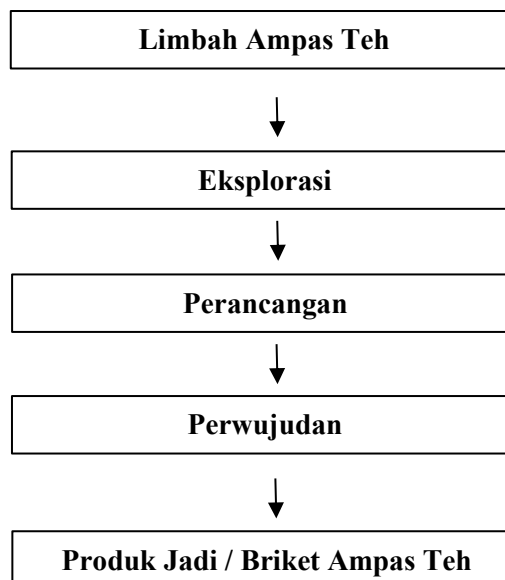 Limbah Ampas Teh
Eksplorasi
Perancangan
Perwujudan
Produk Jadi / Briket Ampas Teh